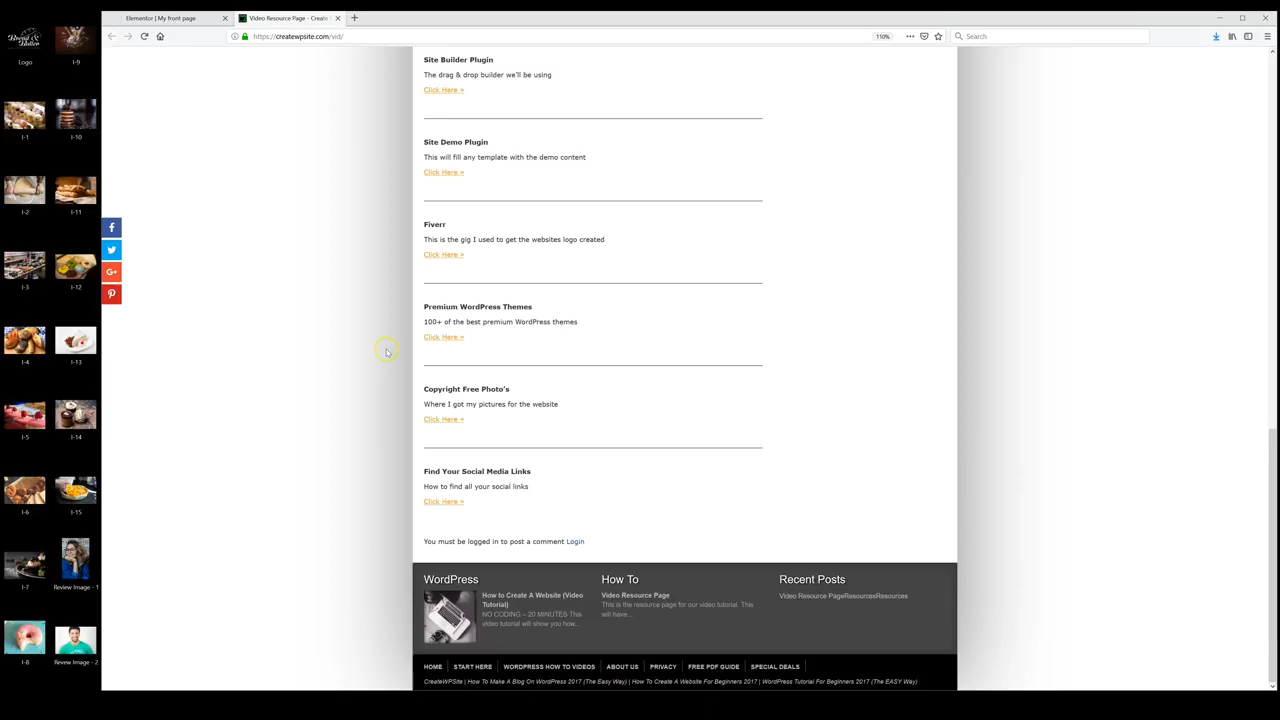 Elementor | My front page
Video Resource Page - Create
https://createwpsite.com/vid/
110%
Search
Bread & Butter
Logo
I-9
I-1
I-10
I-2
I-11
I-3
I-12
I-4
I-13
I-5
I-14
I-6
I-15
I-7
Review Image - 1
I-8
Revew Image - 2
Site Builder Plugin
The drag & drop builder we'll be using
Click Here »
Site Demo Plugin
This will fill any template with the demo content
Click Here »
Fiverr
This is the gig I used to get the websites logo created
Click Here »
Premium WordPress Themes
100+ of the best premium WordPress themes
Click Here »
Copyright Free Photo's
Where I got my pictures for the website
Click Here »
Find Your Social Media Links
How to find all your social links
Click Here »
You must be logged in to post a comment Login
WordPress
How to Create A Website (Video
Tutorial)
NO CODING – 20 MINUTES This
video tutorial will show you how...
How To
Video Resource Page
This is the resource page for our video tutorial. This
will have...
Recent Posts
Video Resource PageResourcesResources
HOME START HERE WORDPRESS HOW TO VIDEOS ABOUT US PRIVACY FREE PDF GUIDE SPECIAL DEALS
CreateWPSite | How To Make A Blog On WordPress 2017 (The Easy Way) | How To Create A Website For Beginners 2017 | WordPress Tutorial For Beginners 2017 (The EASY Way)